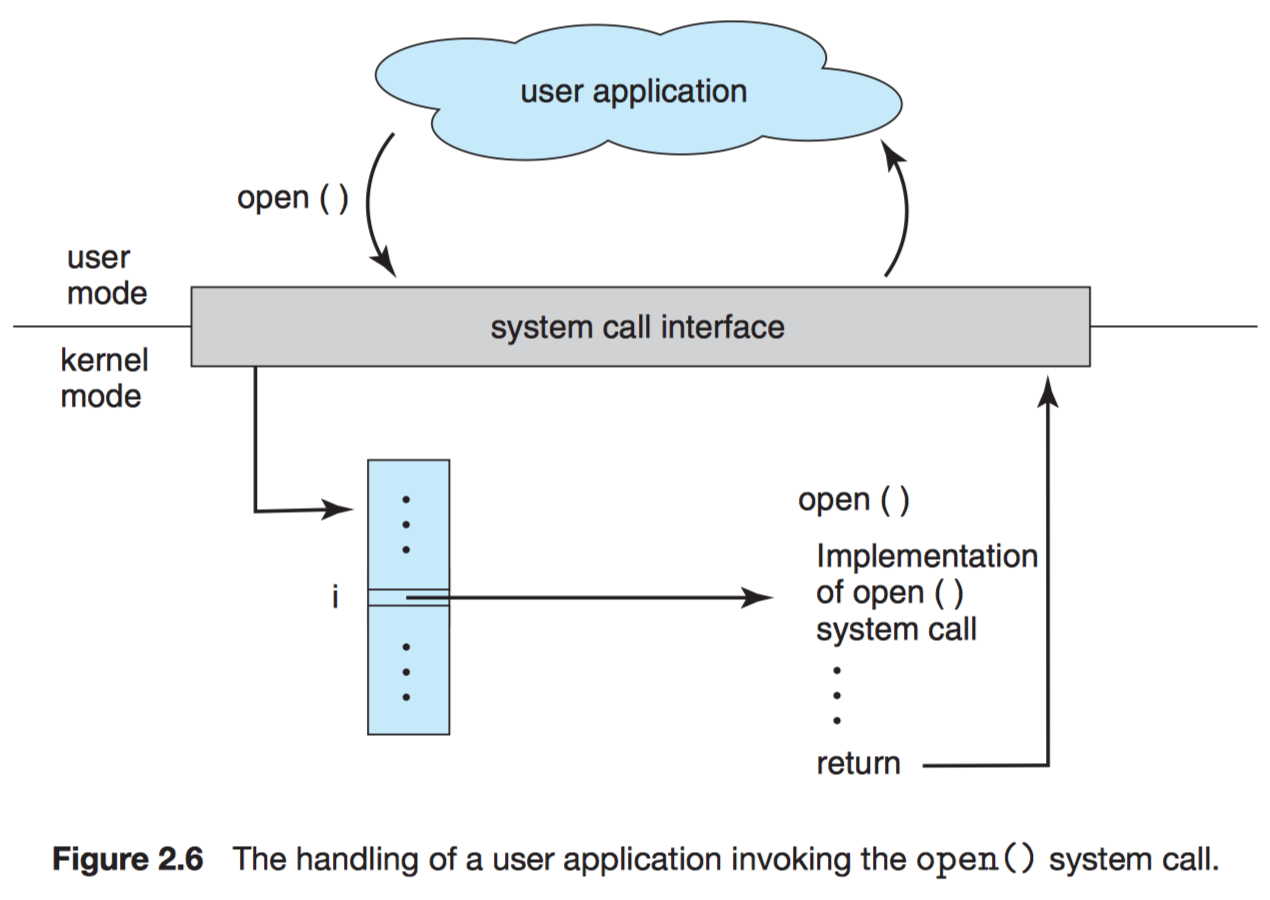 user application
open ( )
user
mode
system call interface
kernel
mode
i
open ( )
Implementation
of open ( )
system call
return
Figure 2.6 The handling of a user application invoking the open() system call.